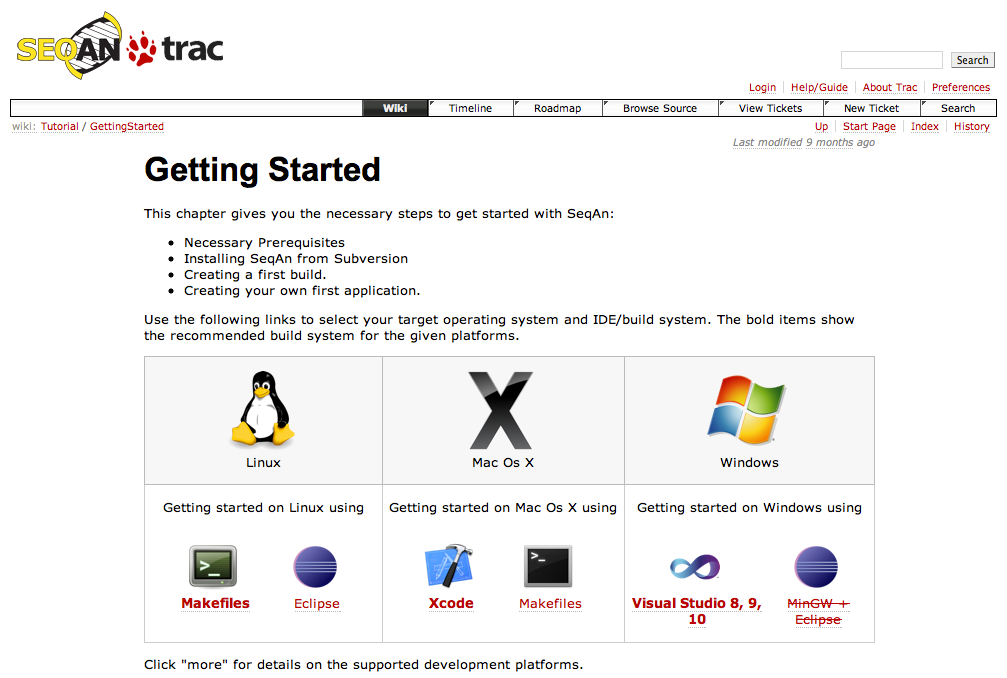 SEQAN trac
Search
Login Help/Guide About Trac Preferences
Wiki Timeline Roadmap Browse Source View Tickets New Ticket Search
wiki: Tutorial / GettingStarted
Up Start Page Index History
Last modified 9 months ago
Getting Started
This chapter gives you the necessary steps to get started with SeqAn:
• Necessary Prerequisites
• Installing SeqAn from Subversion
• Creating a first build.
• Creating your own first application.
Use the following links to select your target operating system and IDE/build system. The bold items show
the recommended build system for the given platforms.
Linux
Mac Os X
Windows
Getting started on Linux using
Getting started on Mac Os X using
Getting started on Windows using
>_
>_
Makefiles
Eclipse
Xcode
Makefiles
Visual Studio 8, 9,
10
MinGW +
Eclipse
Click "more" for details on the supported development platforms.